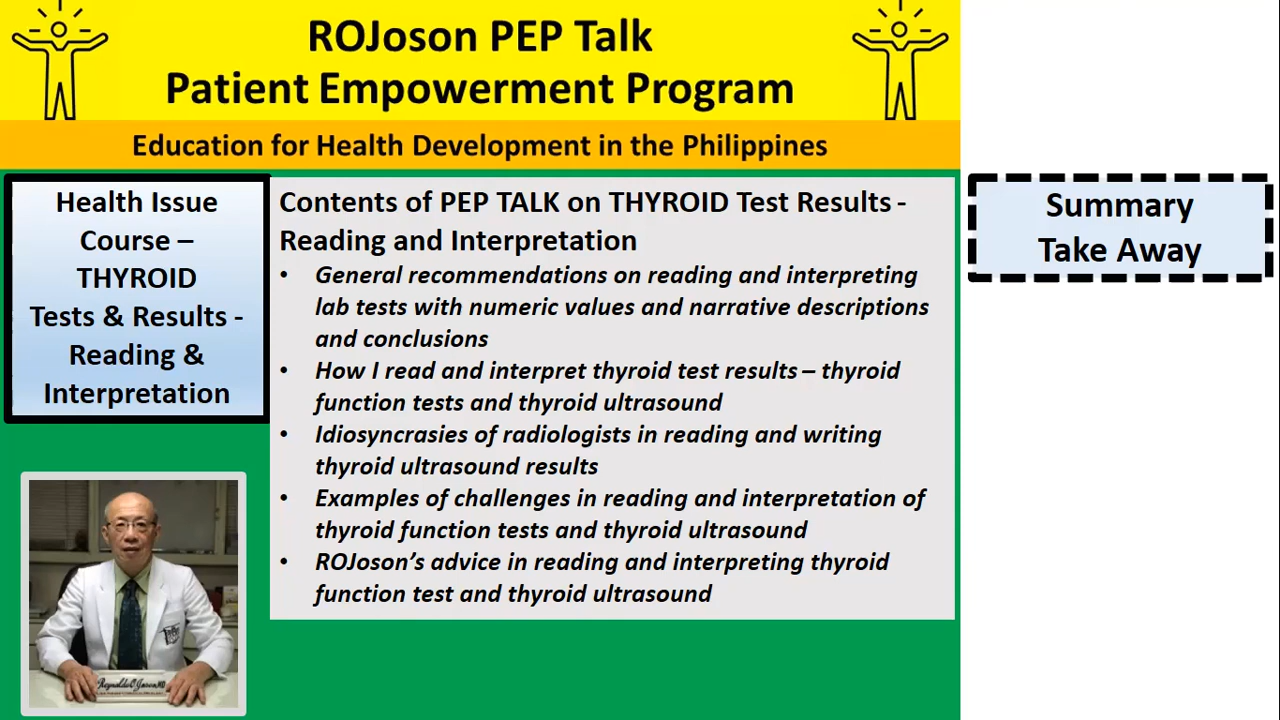 ROJoson PEP Talk
Patient Empowerment Program
Education for Health Development in the Philippines
Health Issue
Course –
THYROID
Tests & Results -
Reading &
Interpretation
Contents of PEP TALK on THYROID Test Results -
Reading and Interpretation
• General recommendations on reading and interpreting
lab tests with numeric values and narrative descriptions
and conclusions
• How I read and interpret thyroid test results – thyroid
function tests and thyroid ultrasound
• Idiosyncrasies of radiologists in reading and writing
thyroid ultrasound results
• Examples of challenges in reading and interpretation of
thyroid function tests and thyroid ultrasound
• ROJoson’s advice in reading and interpreting thyroid
function test and thyroid ultrasound
Summary
Take Away